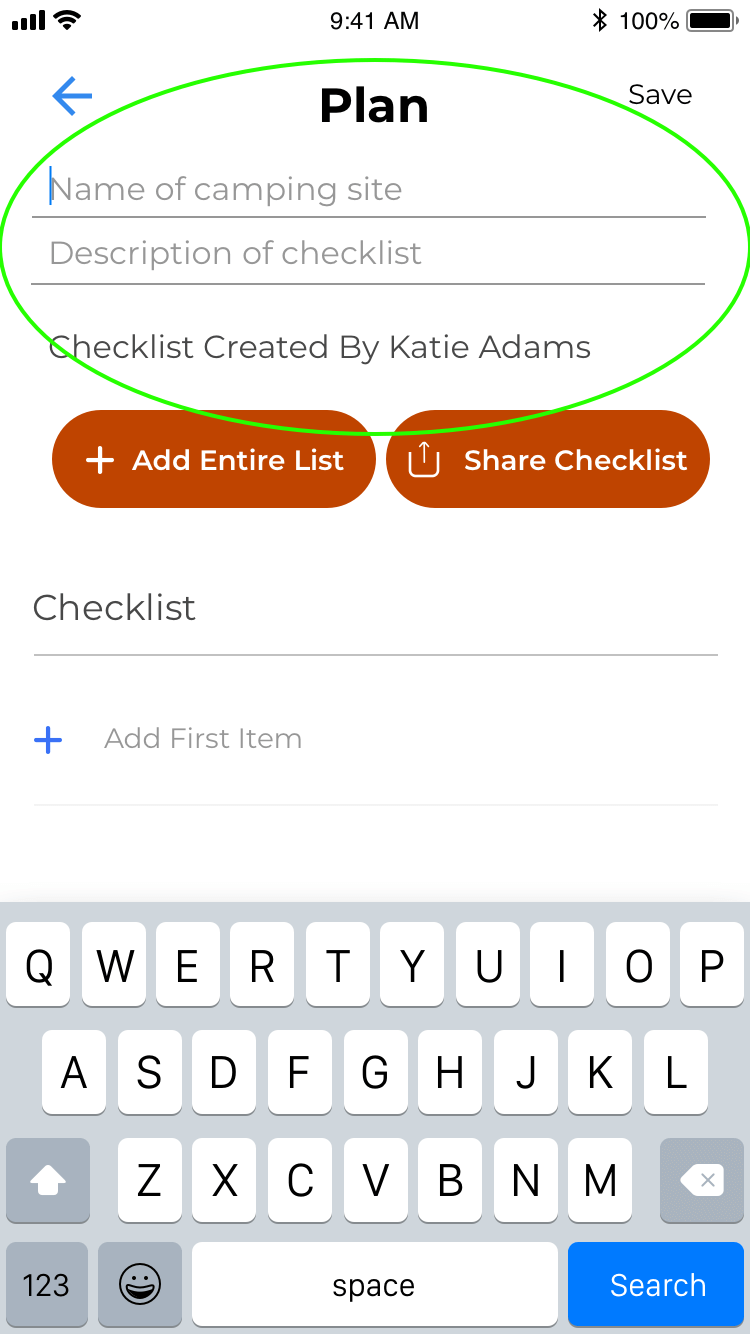 9:41 AM 100%
Plan Save
Name of camping site
Description of checklist
Checklist Created By Katie Adams
Add Entire List Share Checklist
Checklist
Add First Item
Q W E R T Y U I O P
A S D F G H J K L
Z X C V B N M
123 space Search